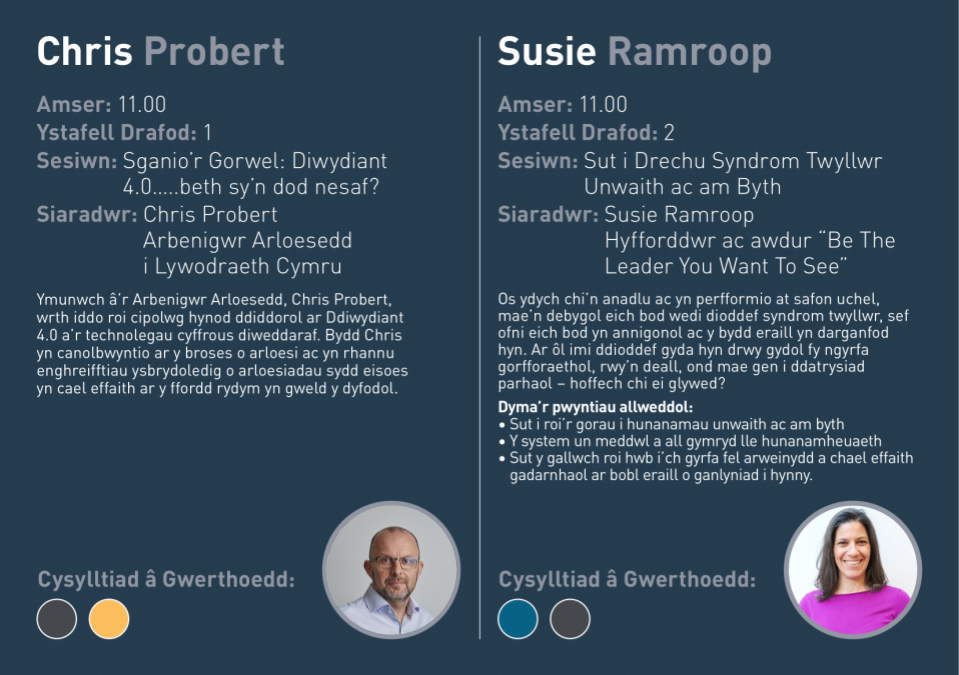 Chris Probert
Amser: 11.00
Ystafell Drafod: 1
Sesiwn: Sganio'r Gorwel: Diwydiant
4.0.....beth sy'n dod nesaf?
Siaradwr: Chris Probert
Arbenigwr Arloesedd
i Lywodraeth Cymru
Ymunwch â'r Arbenigwr Arloesedd, Chris Probert,
wrth iddo roi cipolwg hynod ddiddorol ar Ddiwydiant
4.0 a'r technolegau cyffrous diweddaraf. Bydd Chris
yn canolbwyntio ar y broses o arloesi ac yn rhannu
enghreifftiau ysbrydoledig o arloesiadau sydd eisoes
yn cael effaith ar y ffordd rydym yn gweld y dyfodol.
Cysylltiad â Gwerthoedd:
Susie Ramroop
Amser: 11.00
Ystafell Drafod: 2
Sesiwn: Sut i Drechu Syndrom Twyllwr
Unwaith ac am Byth
Siaradwr: Susie Ramroop
Hyfforddwr ac awdur “Be The
Leader You Want To See”
Os ydych chi'n anadlu ac yn perfformio at safon uchel,
mae'n debygol eich bod wedi dioddef syndrom twyllwr, sef
ofni eich bod yn annigonol ac y bydd eraill yn darganfod
hyn. Ar ôl imi ddioddef gyda hyn drwy gydol fy ngyrfa
gorfforaethol, rwy'n deall, ond mae gen i ddatrysiad
parhaol – hoffech chi ei glywed?
Dyma'r pwyntiau allweddol:
• Sut i roi'r gorau i hunanamau unwaith ac am byth
• Y system un meddwl a all gymryd lle hunanamheuaeth
• Sut y gallwch roi hwb i'ch gyrfa fel arweinydd a chael effaith
gadarnhaol ar bobl eraill o ganlyniad i hynny.
Cysylltiad â Gwerthoedd: